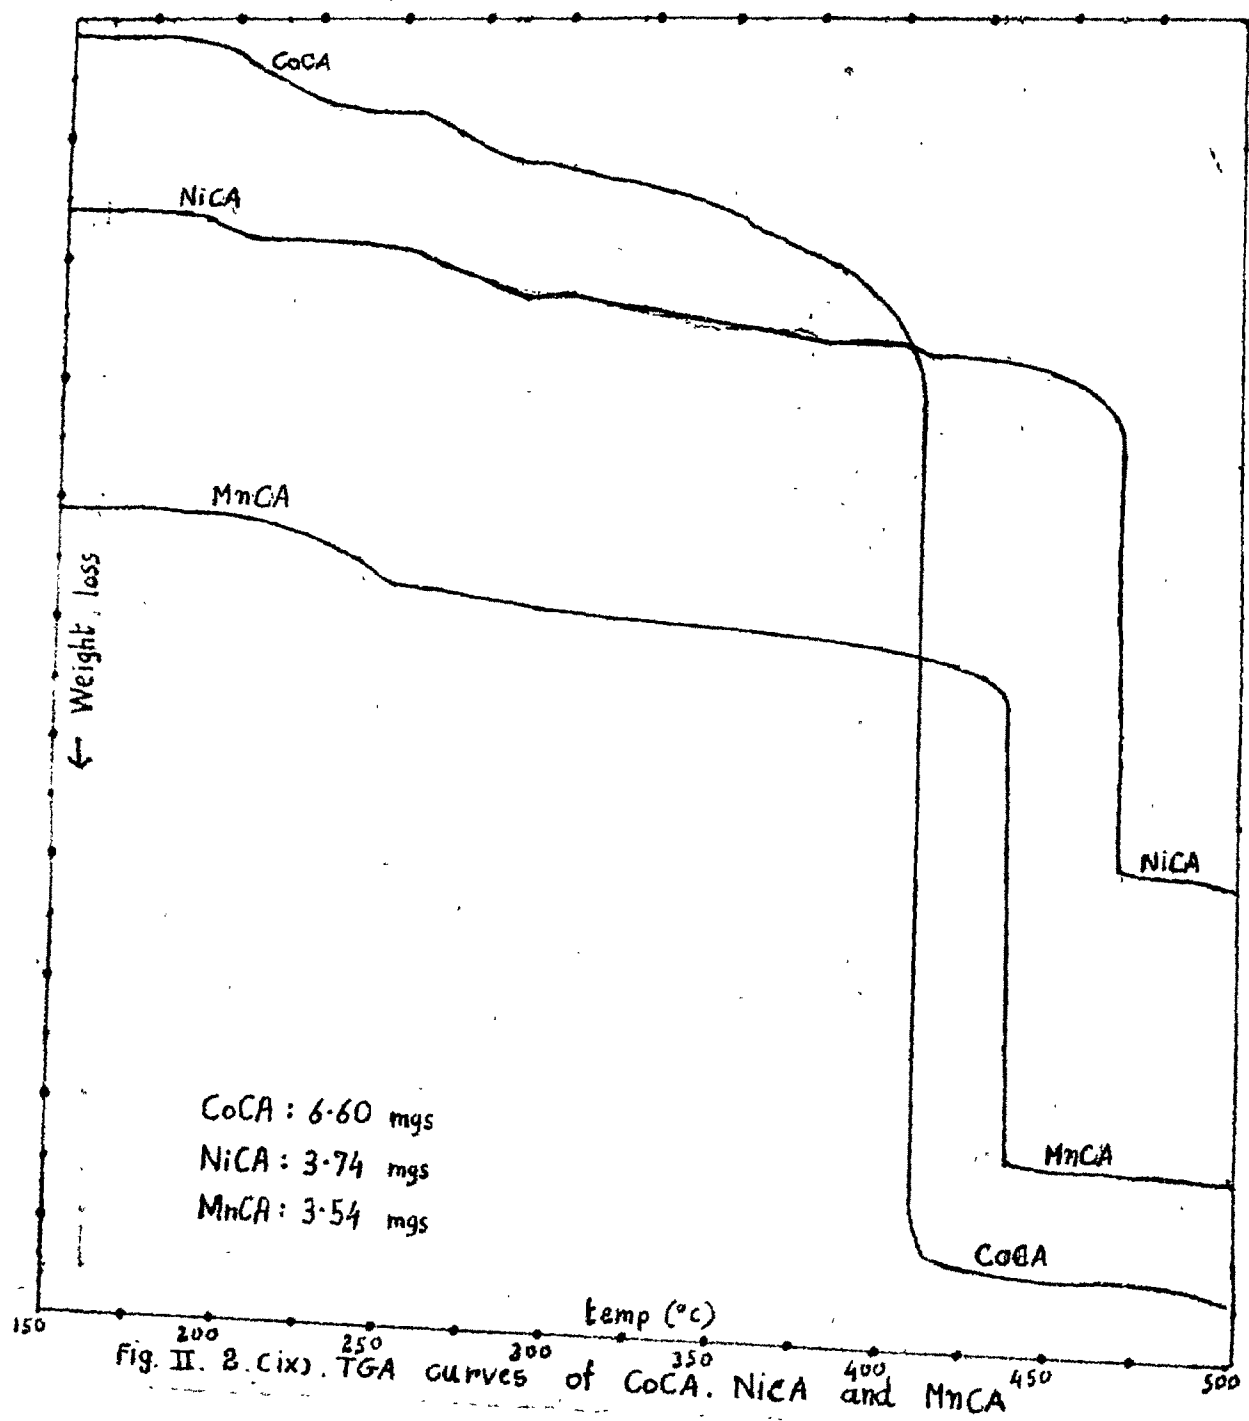 CoCA
NiCA
MnCA
← Weight loss
NiCA
MnCA
CoCA
CoCA : 6.60 mgs
NiCA : 3.74 mgs
MnCA : 3.54 mgs
temp (°c)
150 200 250 300 350 400 450 500
Fig. II. 2.(ix). TGA curves of CoCA. NiCA and MnCA